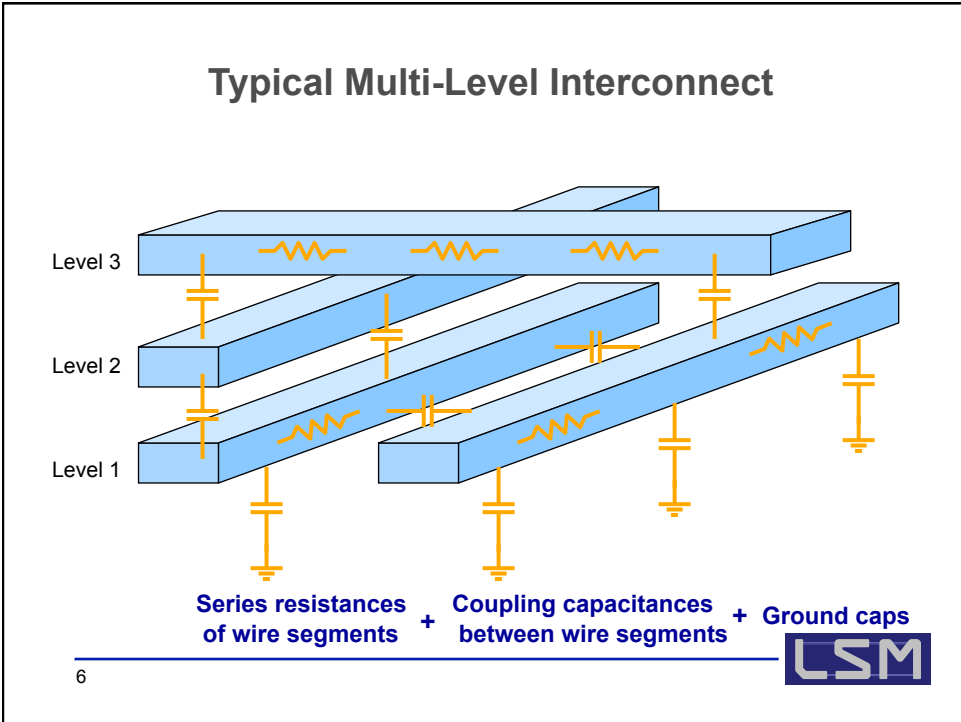 Typical Multi-Level Interconnect
Level 3
Level 2
Level 1
Series resistances of wire segments + Coupling capacitances between wire segments + Ground caps
6
LSM